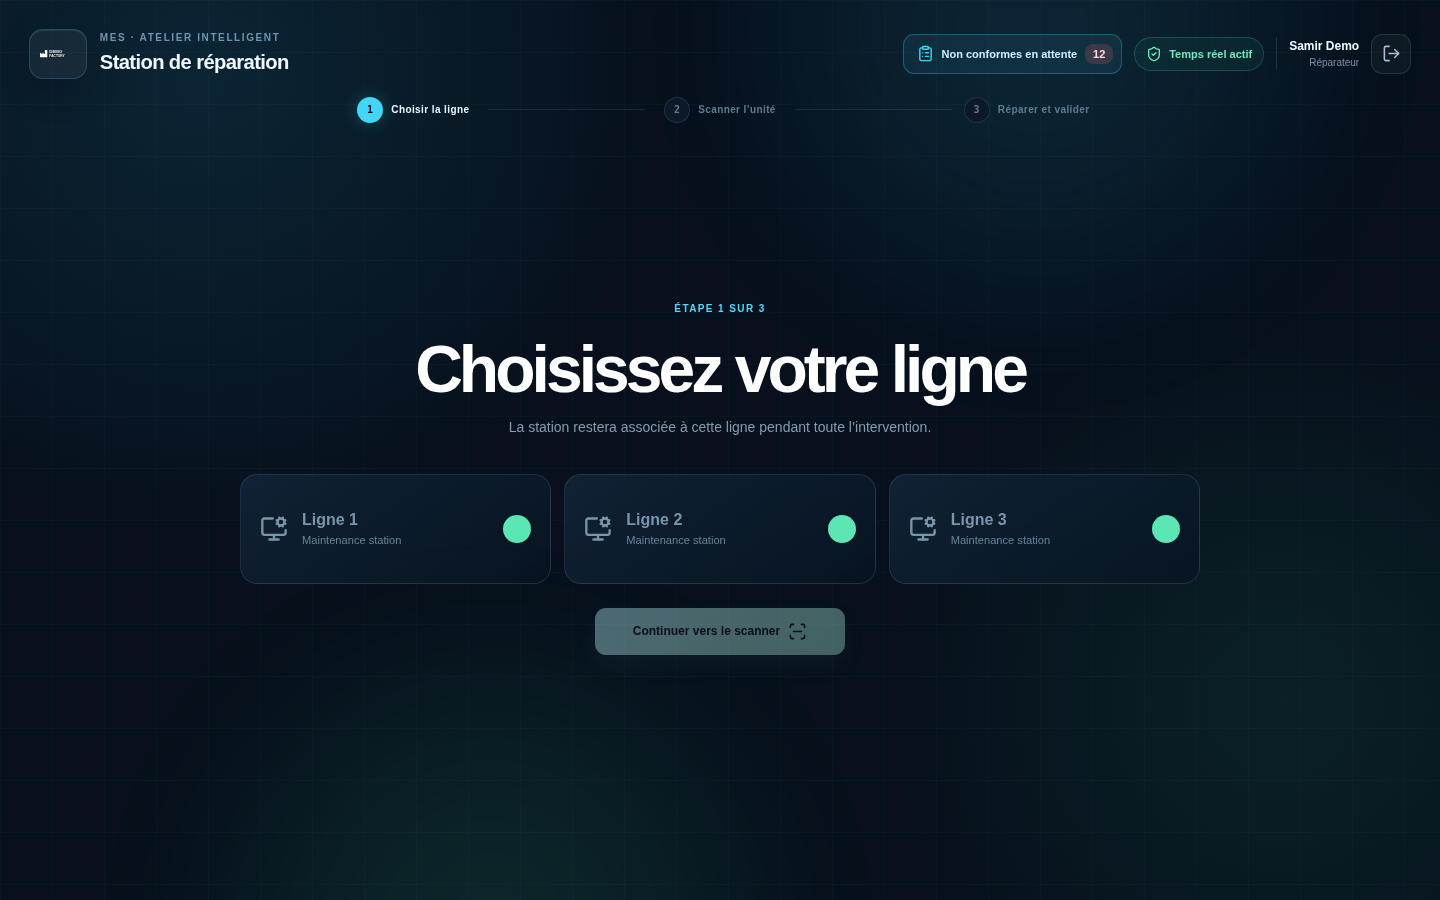 DEMO
FACTORY
MES · ATELIER INTELLIGENT
Station de réparation
Non conformes en attente 12
Temps réel actif
Samir Demo
Réparateur
1 Choisir la ligne
2 Scanner l’unité
3 Réparer et valider
ÉTAPE 1 SUR 3
Choisissez votre ligne
La station restera associée à cette ligne pendant toute l’intervention.
Ligne 1
Maintenance station
Ligne 2
Maintenance station
Ligne 3
Maintenance station
Continuer vers le scanner